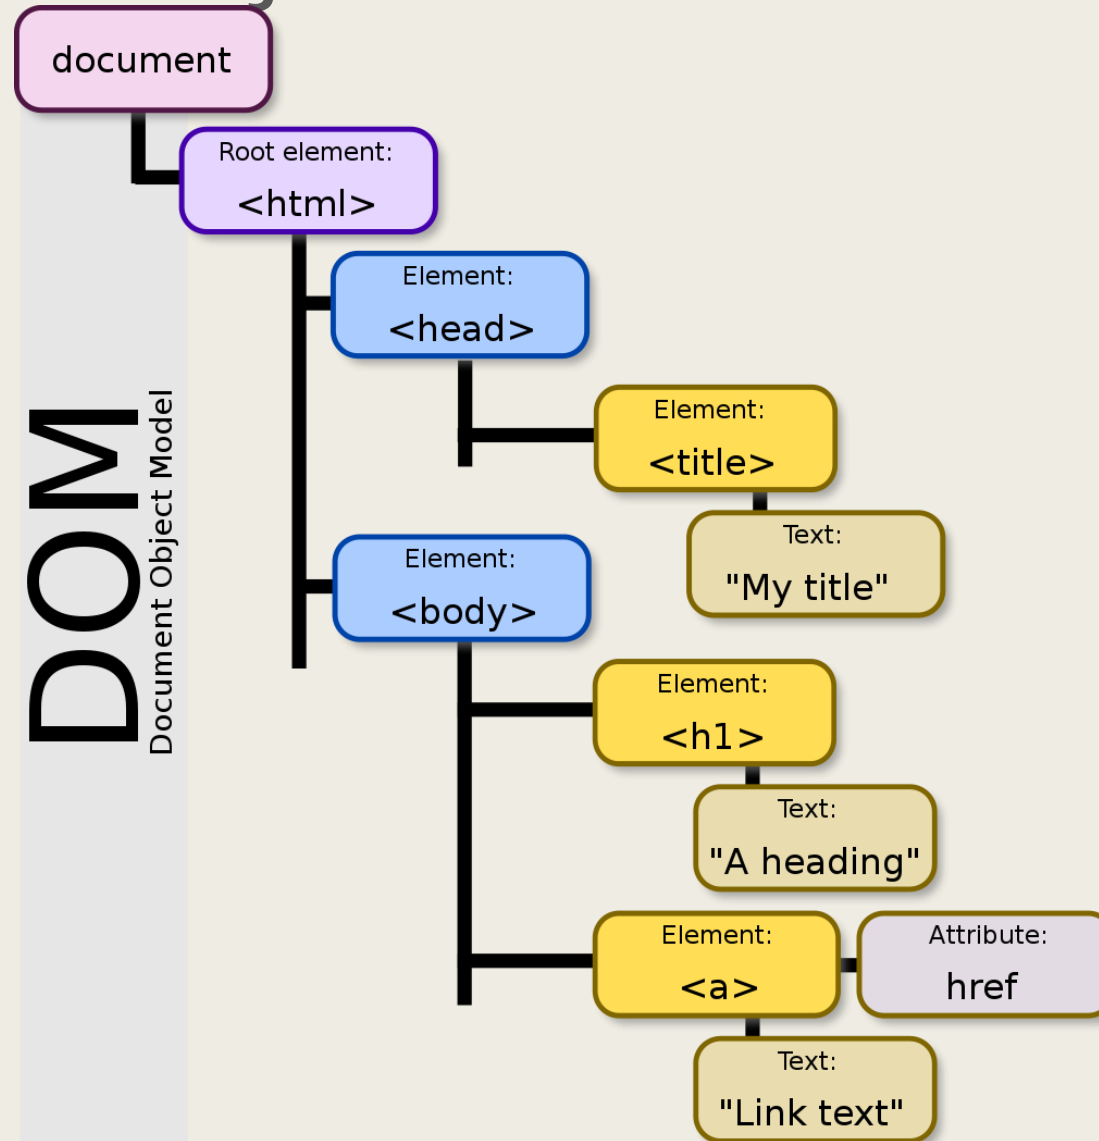 document
Root element:
<html>
Element:
<head>
Element:
<title>
Text:
"My title"
Element:
<body>
Element:
<h1>
Text:
"A heading"
Element:
<a>
Attribute:
href
Text:
"Link text"
DOM
Document Object Model